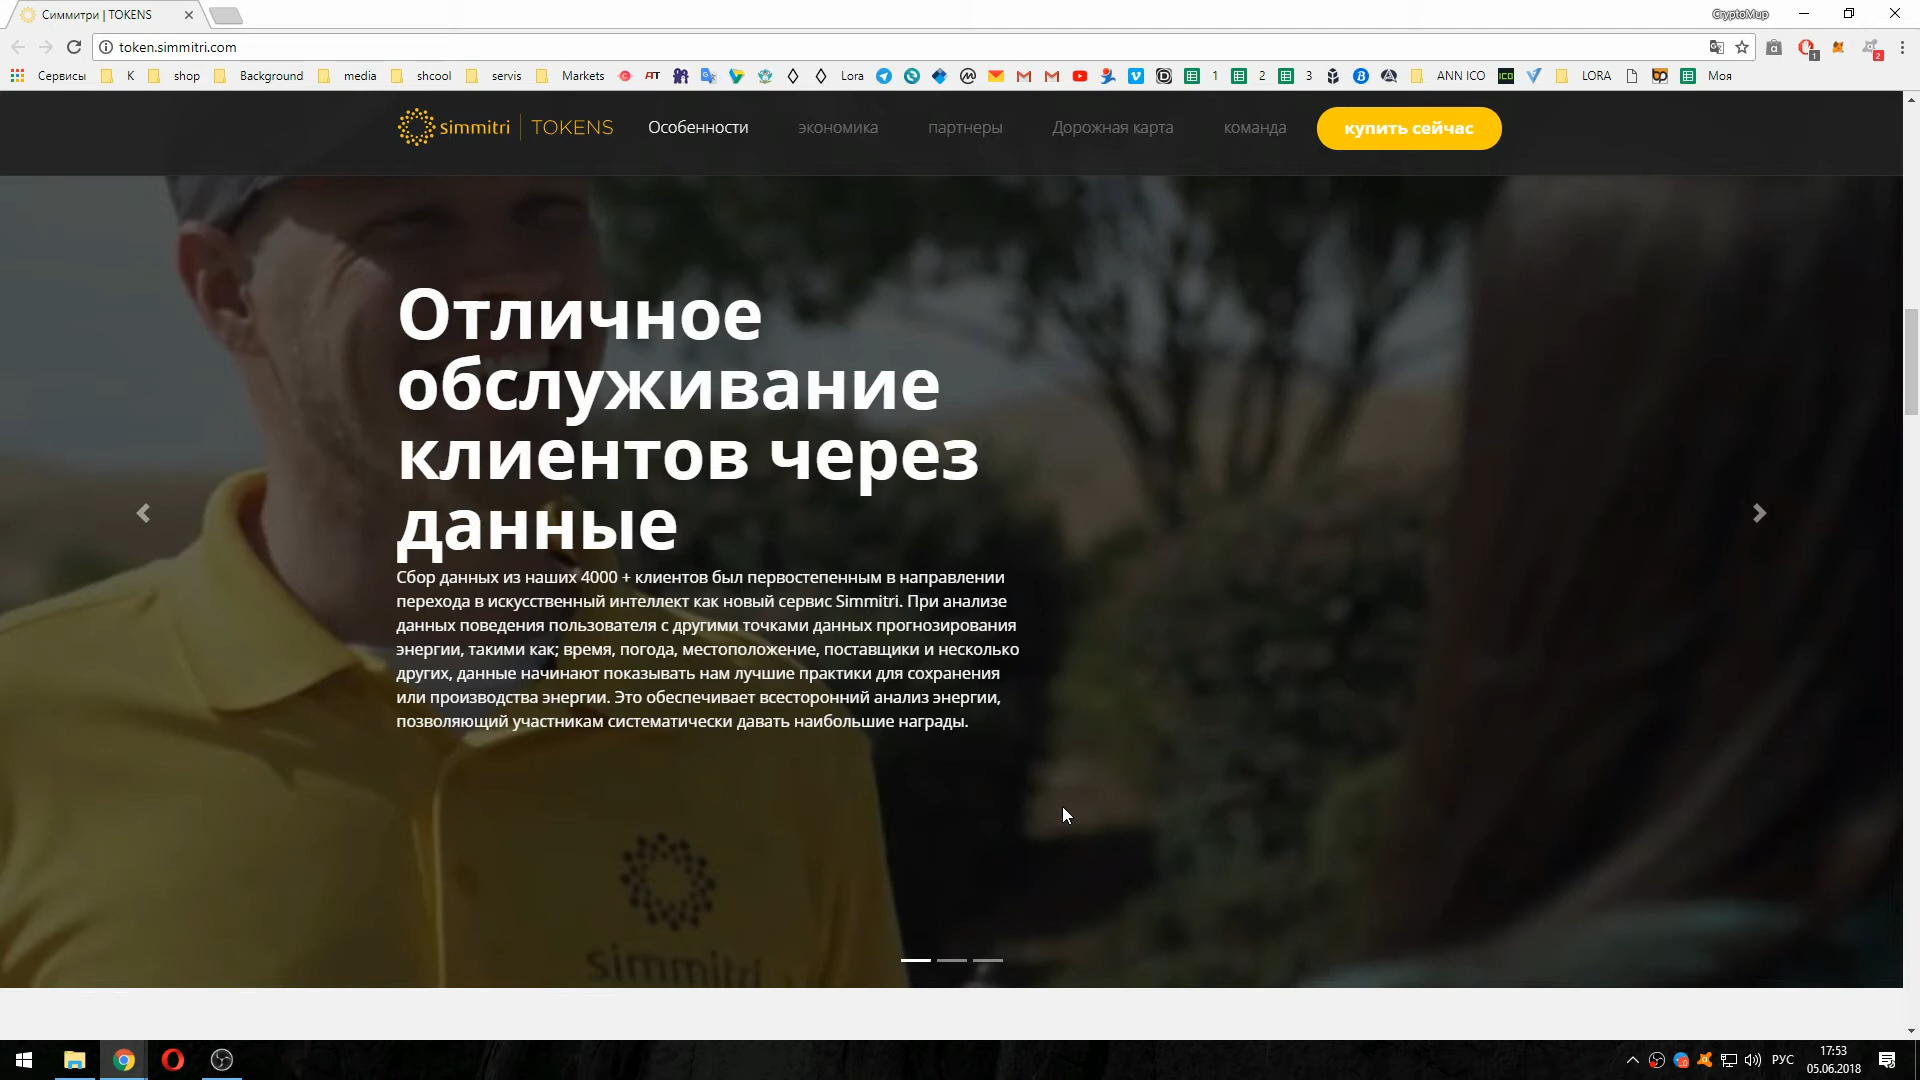 Симмитри | TOKENS
CryptoMup
token.simmitri.com
Сервисы K shop Background media shcool servis Markets Lora 1 2 3 ANN ICO LORA Моя
simmitri | TOKENS Особенности экономика партнеры Дорожная карта команда купить сейчас
Отличное
обслуживание
клиентов через
данные
Сбор данных из наших 4000 + клиентов был первостепенным в направлении
перехода в искусственный интеллект как новый сервис Simmitri. При анализе
данных поведения пользователя с другими точками данных прогнозирования
энергии, такими как; время, погода, местоположение, поставщики и несколько
других, данные начинают показывать нам лучшие практики для сохранения
или производства энергии. Это обеспечивает всесторонний анализ энергии,
позволяющий участникам систематически давать наибольшие награды.
simmitri
РУС
17:53
05.06.2018